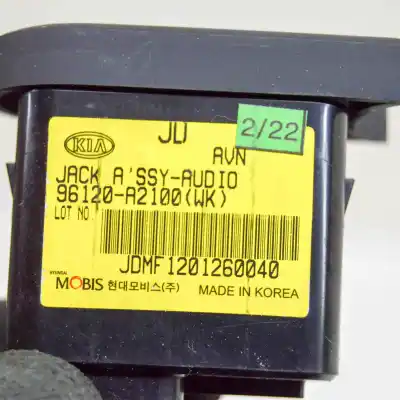 JD
2/22
KIA
AVN
JACK A'SSY-AUDIO
96120-A2100(WK)
LOT NO
JDMF1201260040
HYUNDAI
MOBIS 현대모비스(주) MADE IN KOREA